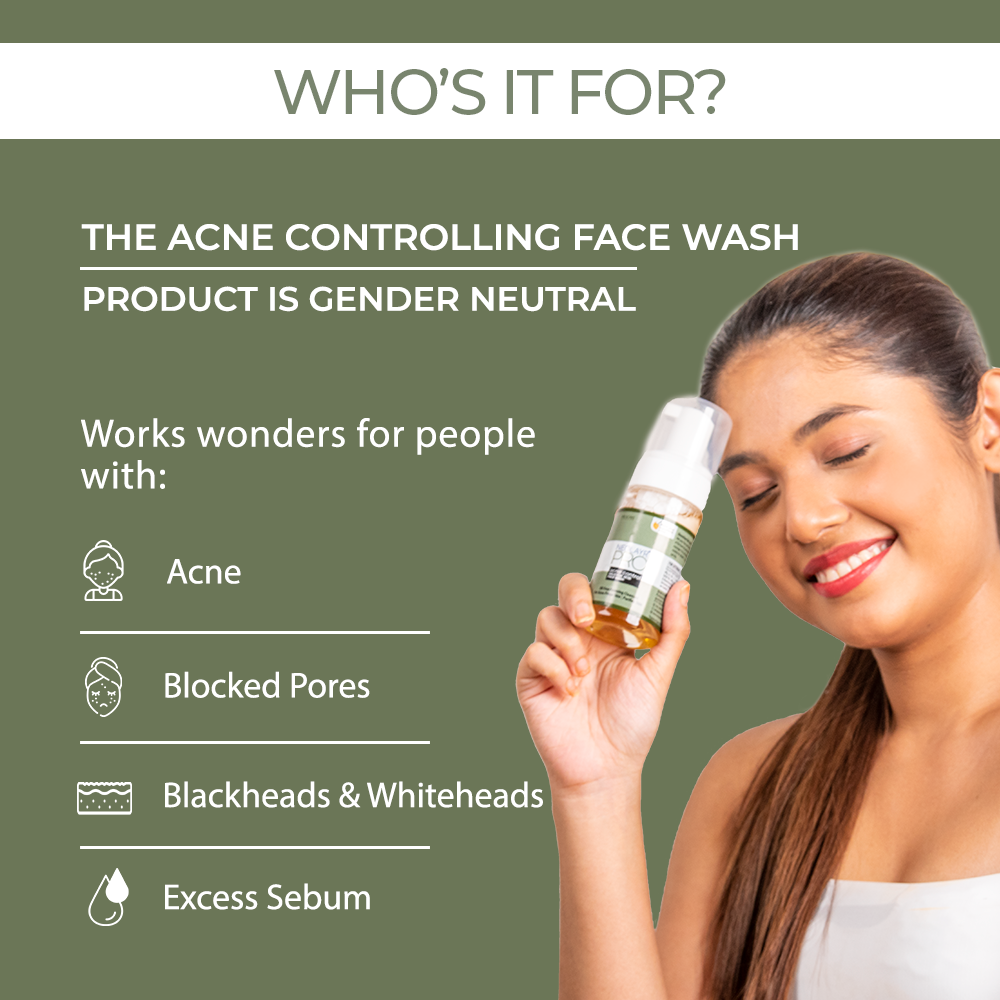 WHO'S IT FOR?
THE ACNE CONTROLLING FACE WASH
PRODUCT IS GENDER NEUTRAL
Works wonders for people
with:
Acne
Blocked Pores
Blackheads & Whiteheads
Excess Sebum